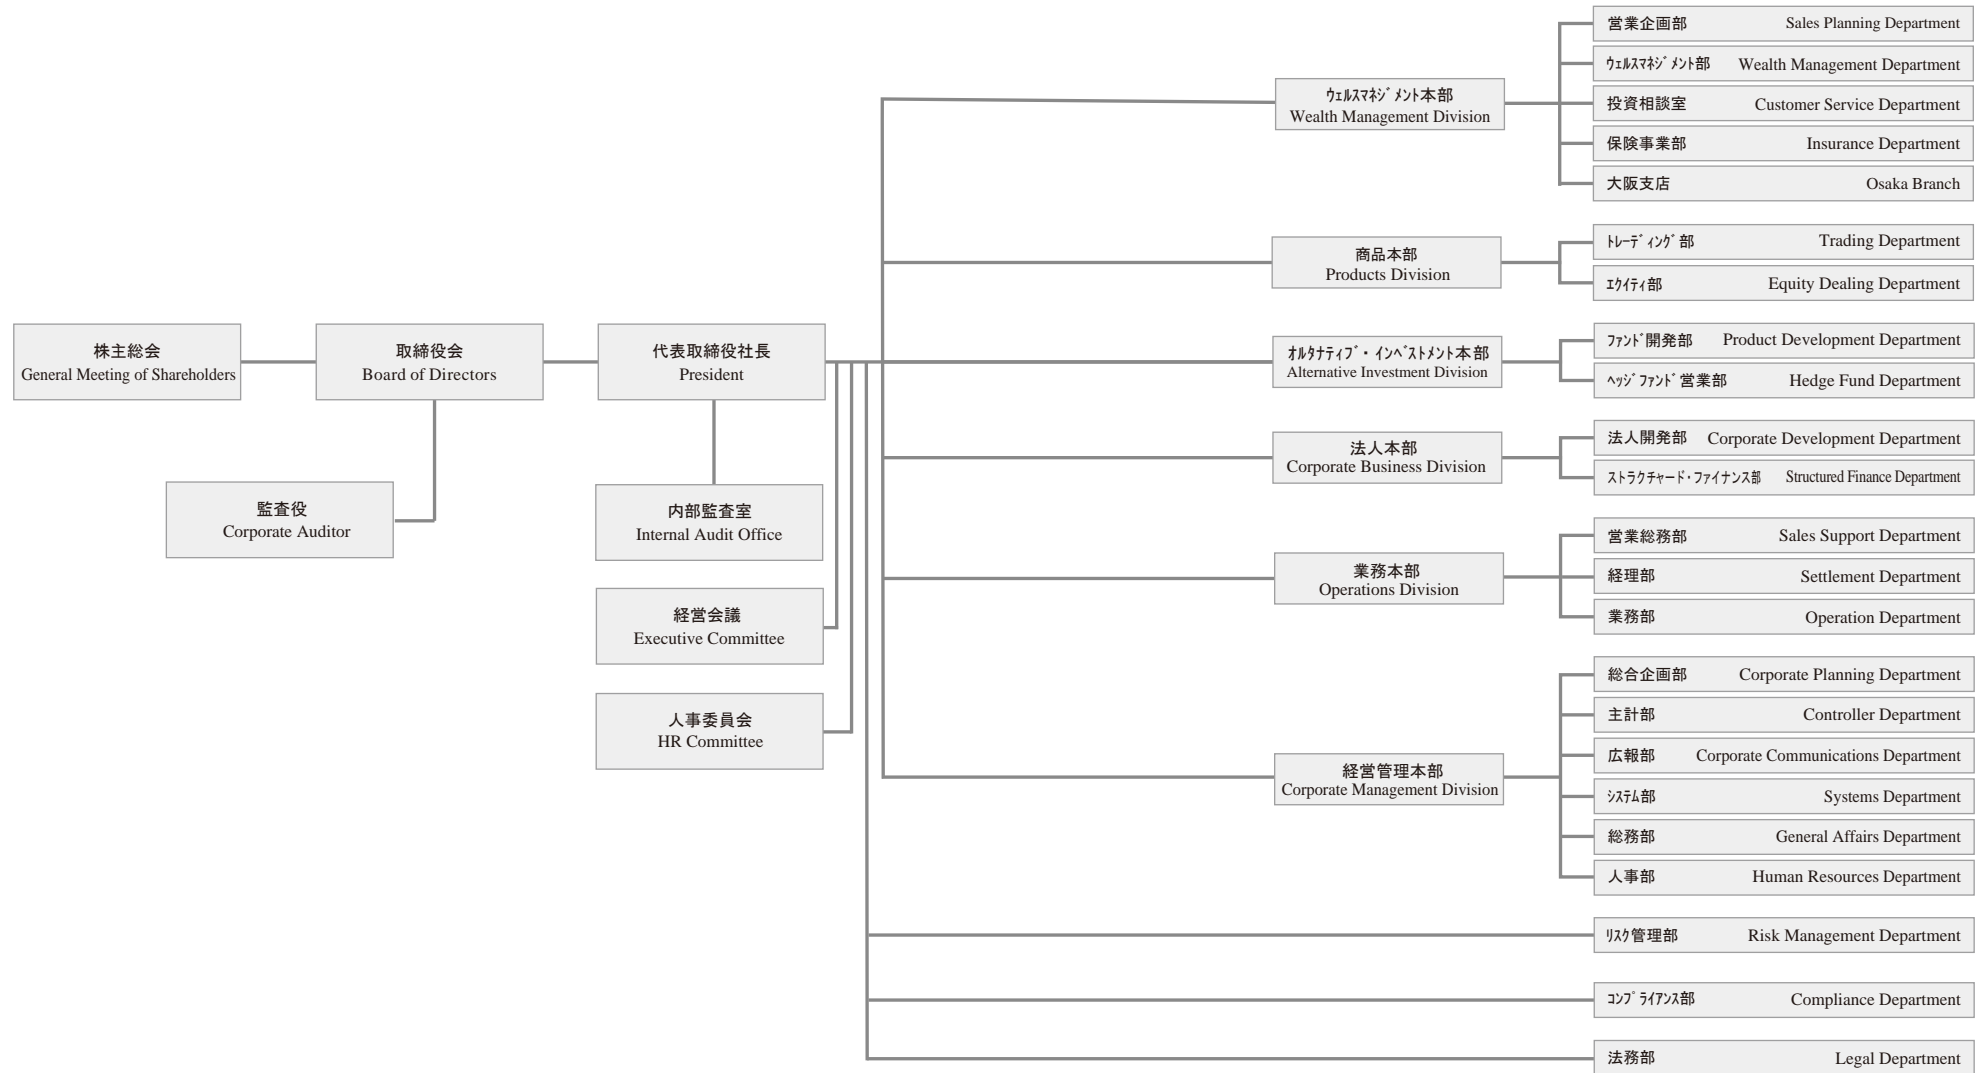 株主総会
General Meeting of Shareholders
取締役会
Board of Directors
代表取締役社長
President
監査役
Corporate Auditor
内部監査室
Internal Audit Office
経営会議
Executive Committee
人事委員会
HR Committee
ｳｪﾙｽﾏﾈｼﾞﾒﾝﾄ本部
Wealth Management Division
営業企画部 Sales Planning Department
ｳｪﾙｽﾏﾈｼﾞﾒﾝﾄ部 Wealth Management Department
投資相談室 Customer Service Department
保険事業部 Insurance Department
大阪支店 Osaka Branch
商品本部
Products Division
ﾄﾚｰﾃﾞｨﾝｸﾞ部 Trading Department
ｴｸｲﾃｨ部 Equity Dealing Department
ｵﾙﾀﾅﾃｨﾌﾞ・ｲﾝﾍﾞｽﾄﾒﾝﾄ本部
Alternative Investment Division
ﾌｧﾝﾄﾞ開発部 Product Development Department
ﾍｯｼﾞﾌｧﾝﾄﾞ営業部 Hedge Fund Department
法人本部
Corporate Business Division
法人開発部 Corporate Development Department
ストラクチャード・ファイナンス部 Structured Finance Department
業務本部
Operations Division
営業総務部 Sales Support Department
経理部 Settlement Department
業務部 Operation Department
経営管理本部
Corporate Management Division
総合企画部 Corporate Planning Department
主計部 Controller Department
広報部 Corporate Communications Department
ｼｽﾃﾑ部 Systems Department
総務部 General Affairs Department
人事部 Human Resources Department
ﾘｽｸ管理部 Risk Management Department
ｺﾝﾌﾟﾗｲｱﾝｽ部 Compliance Department
法務部 Legal Department